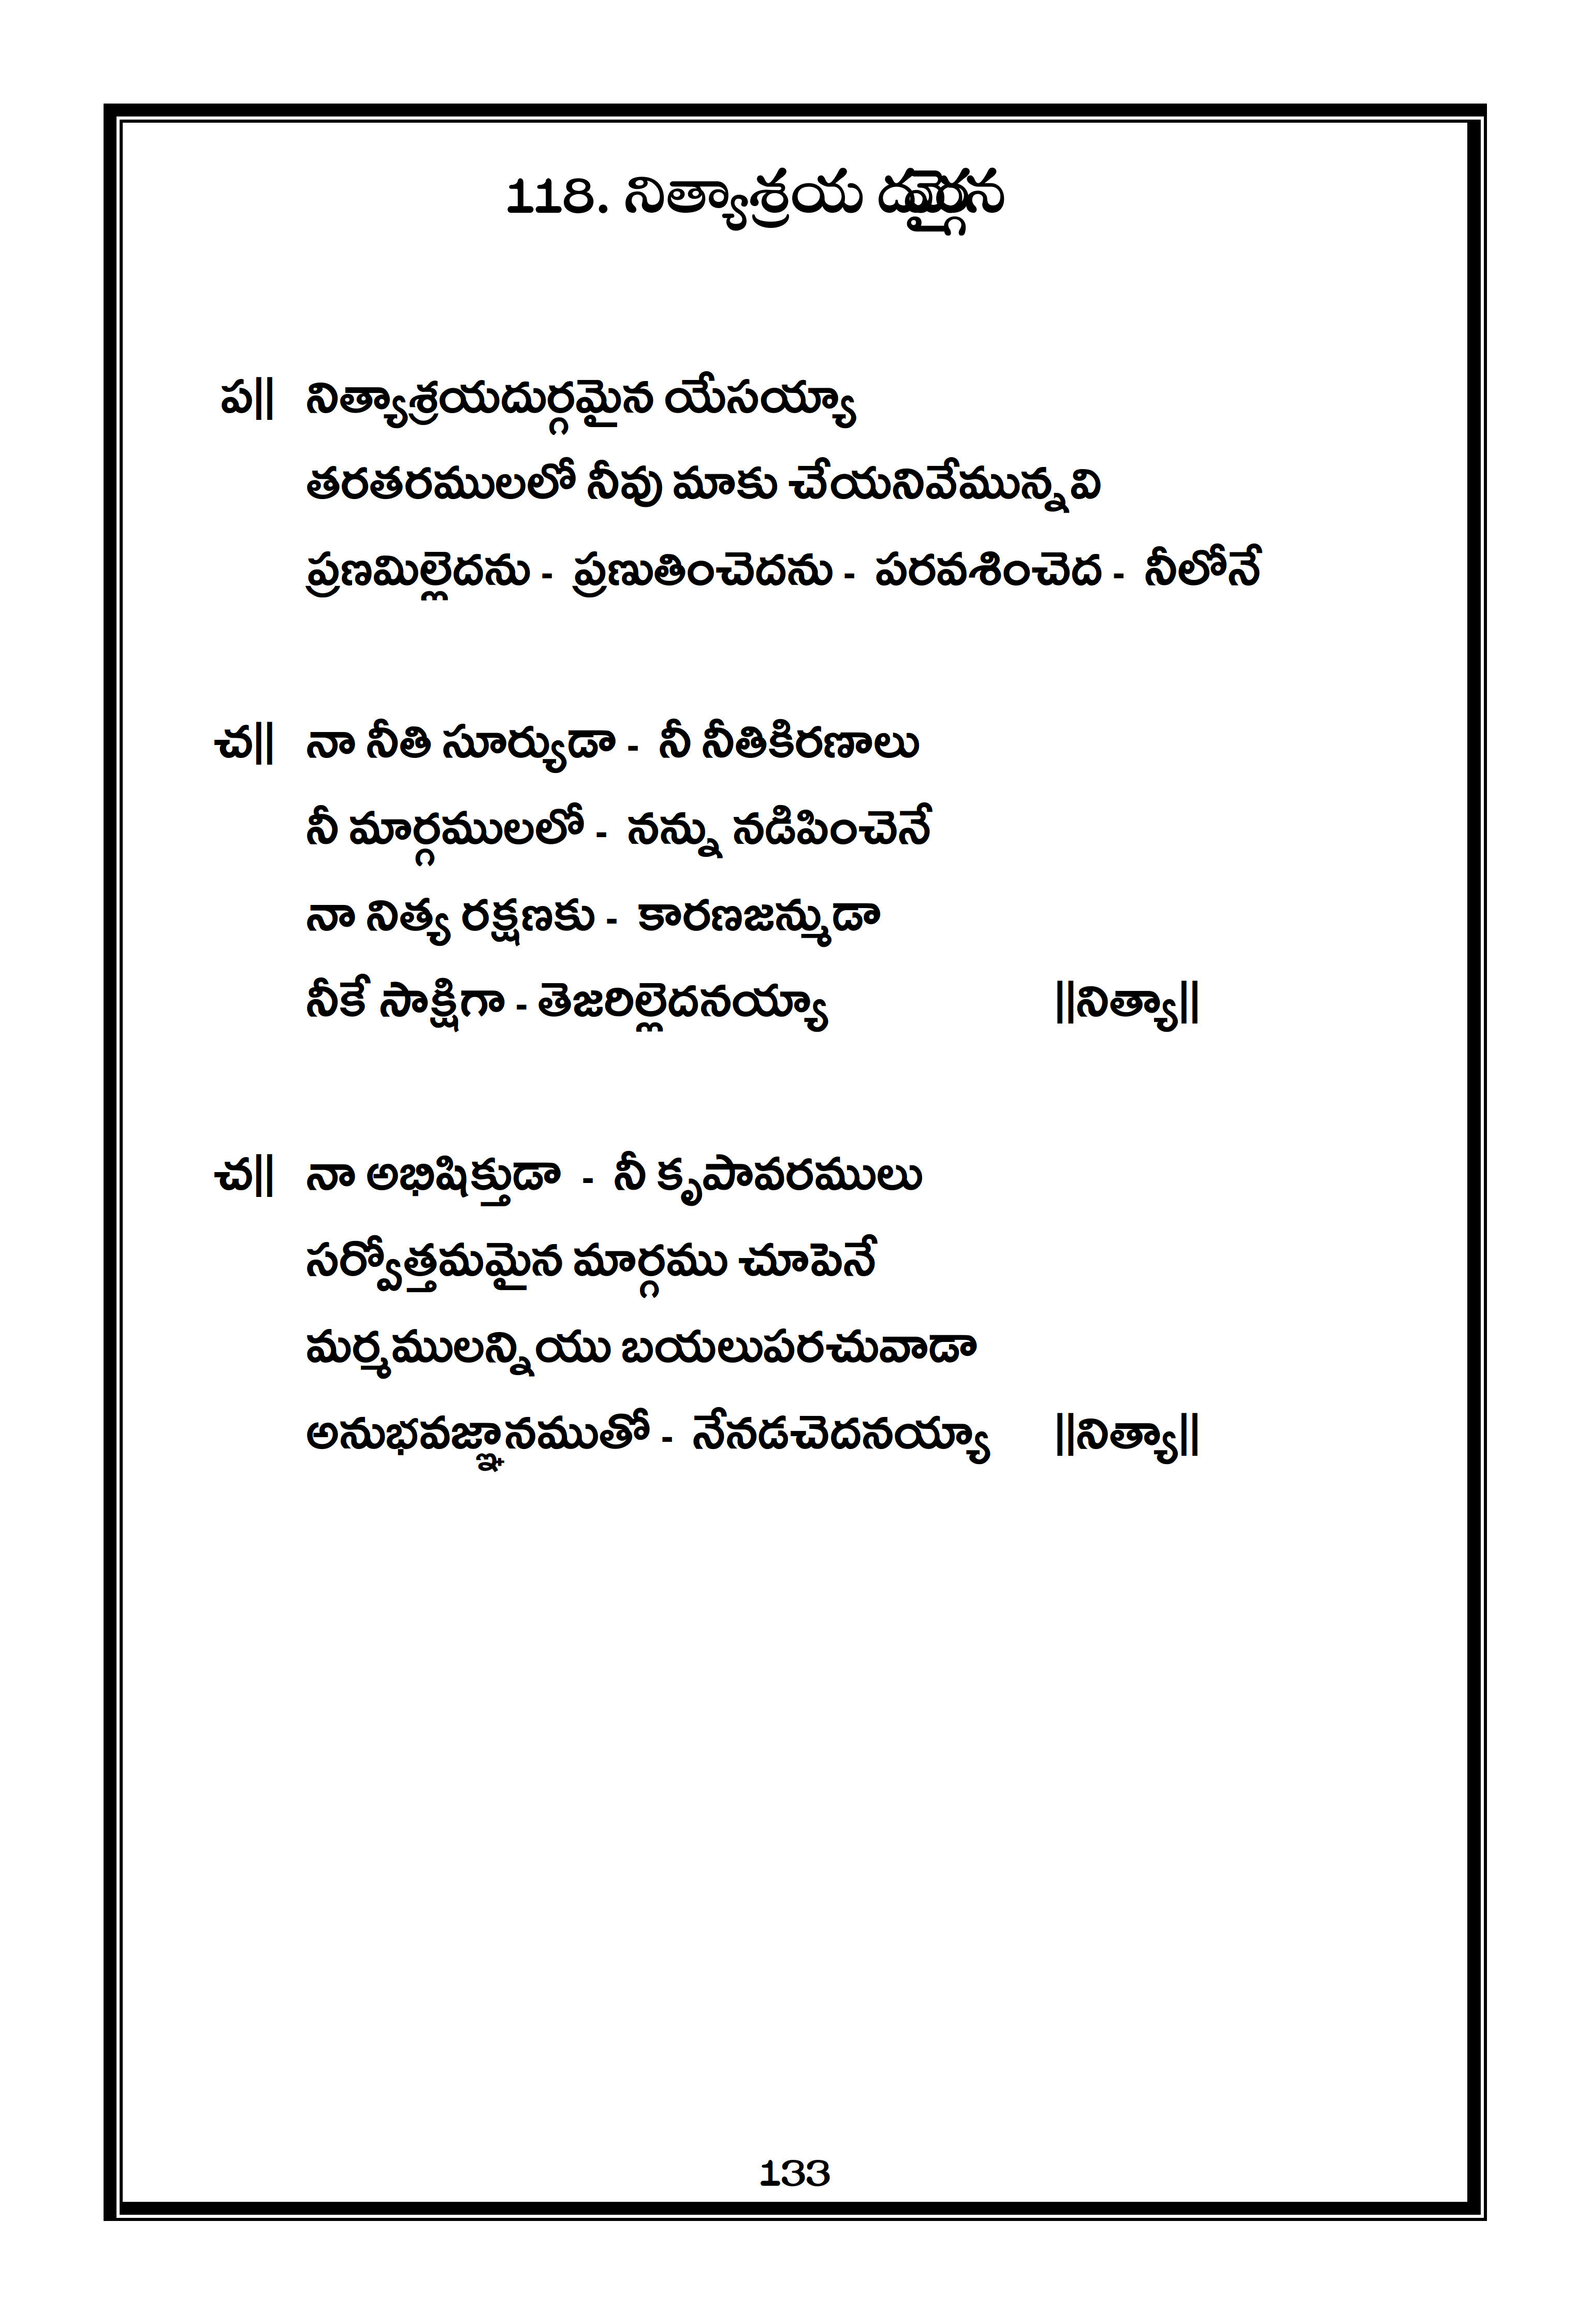 118. నిత్యాశ్రయ దుర్గమైన
ప|| నిత్యాశ్రయదుర్గమైన యేసయ్యా
తరతరములలో నీవు మాకు చేయనివేమున్నవి
ప్రణమిల్లెదను - ప్రణుతించెదను - పరవశించెద - నీలోనే
చ|| నా నీతి సూర్యుడా - నీ నీతికిరణాలు
నీ మార్గములలో - నన్ను నడిపించెనే
నా నిత్య రక్షణకు - కారణజన్ముడా
నీకే సాక్షిగా - తెజరిల్లెదనయ్యా ||నిత్యా||
చ|| నా అభిషిక్తుడా - నీ కృపావరములు
సర్వోత్తమమైన మార్గము చూపెనే
మర్మములన్నియు బయలుపరచువాడా
అనుభవజ్ఞానముతో - నేనడచెదనయ్యా ||నిత్యా||
133